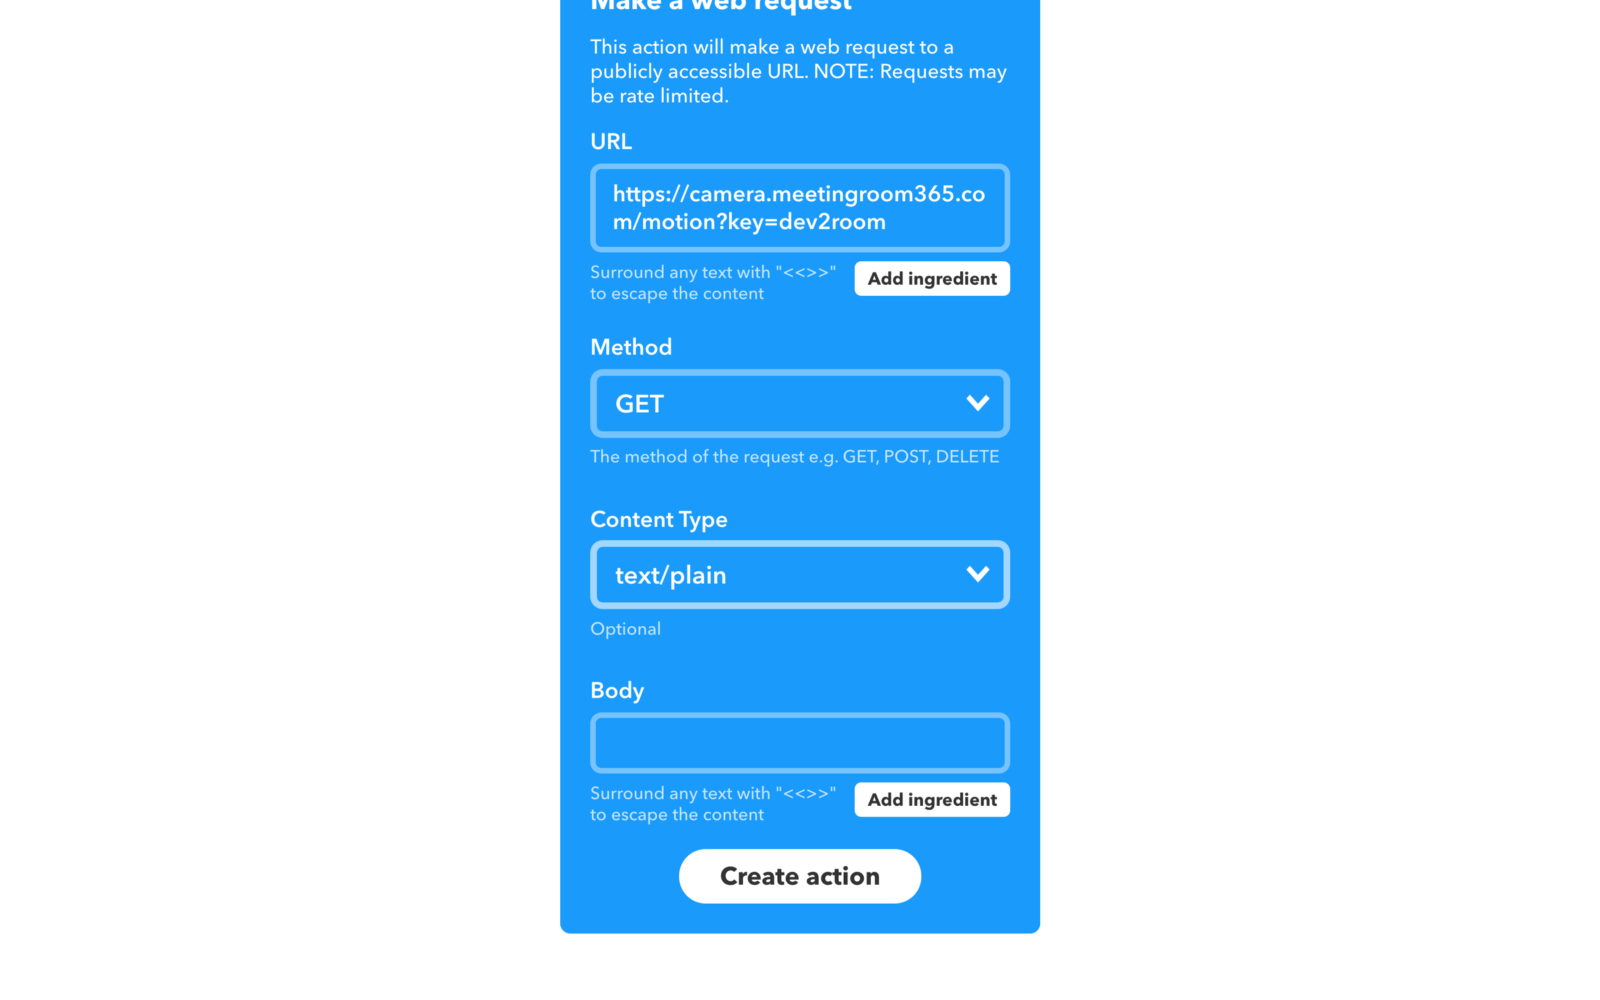 Make a web request
This action will make a web request to a
publicly accessible URL. NOTE: Requests may
be rate limited.
URL
https://camera.meetingroom365.co
m/motion?key=dev2room
Surround any text with "<<>>"
to escape the content
Add ingredient
Method
GET
The method of the request e.g. GET, POST, DELETE
Content Type
text/plain
Optional
Body
Surround any text with "<<>>"
to escape the content
Add ingredient
Create action